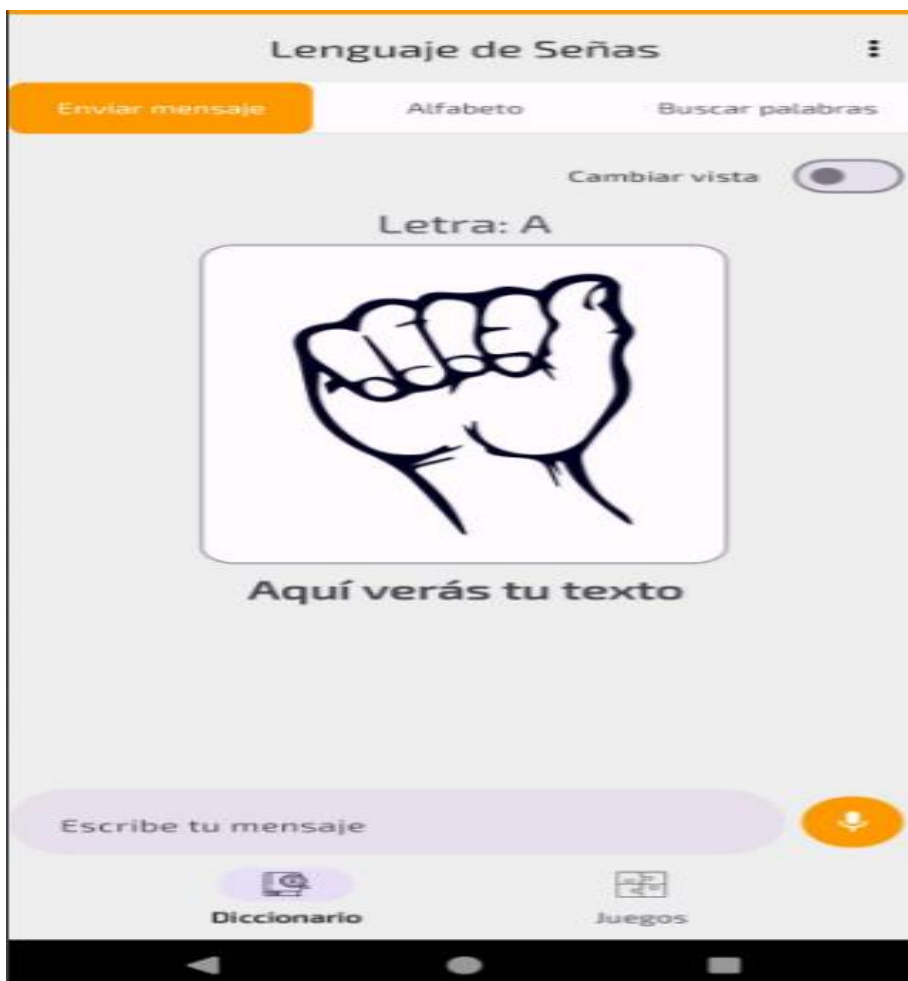 Lenguaje de Señas
Enviar mensaje Alfabeto Buscar palabras
Cambiar vista
Letra: A
Aquí verás tu texto
Escribe tu mensaje
Diccionario Juegos